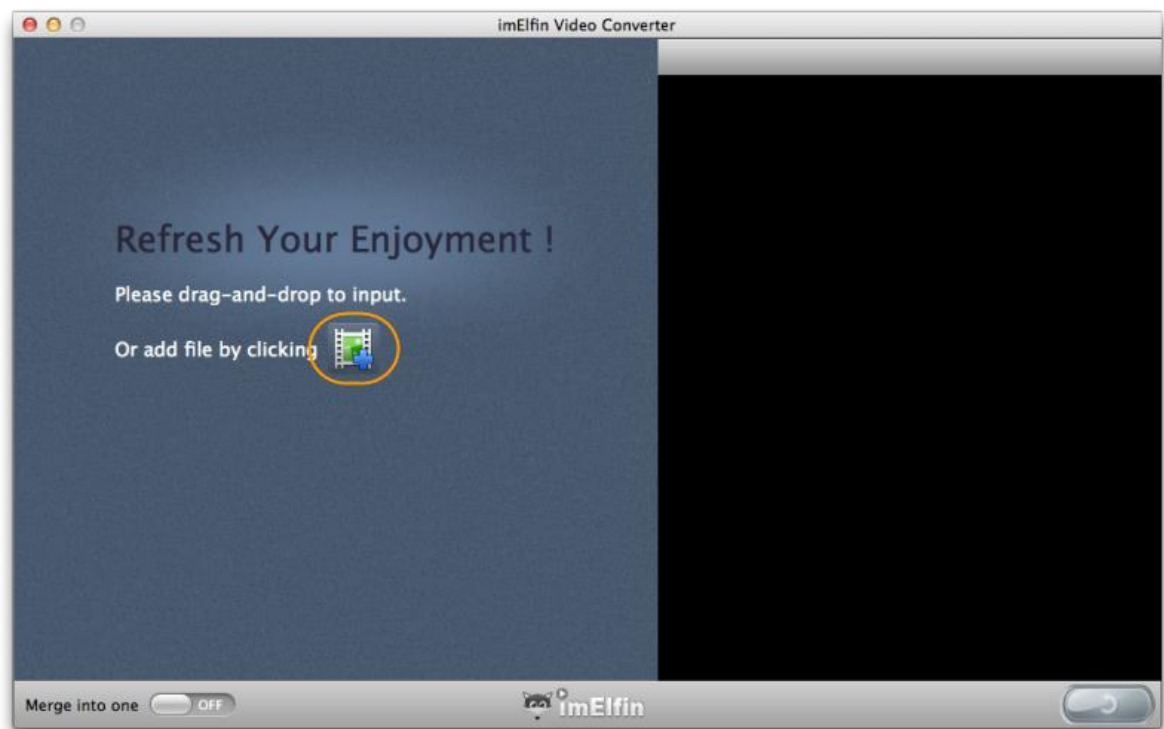 imElfin Video Converter
Refresh Your Enjoyment !
Please drag-and-drop to input.
Or add file by clicking
Merge into one OFF
imElfin